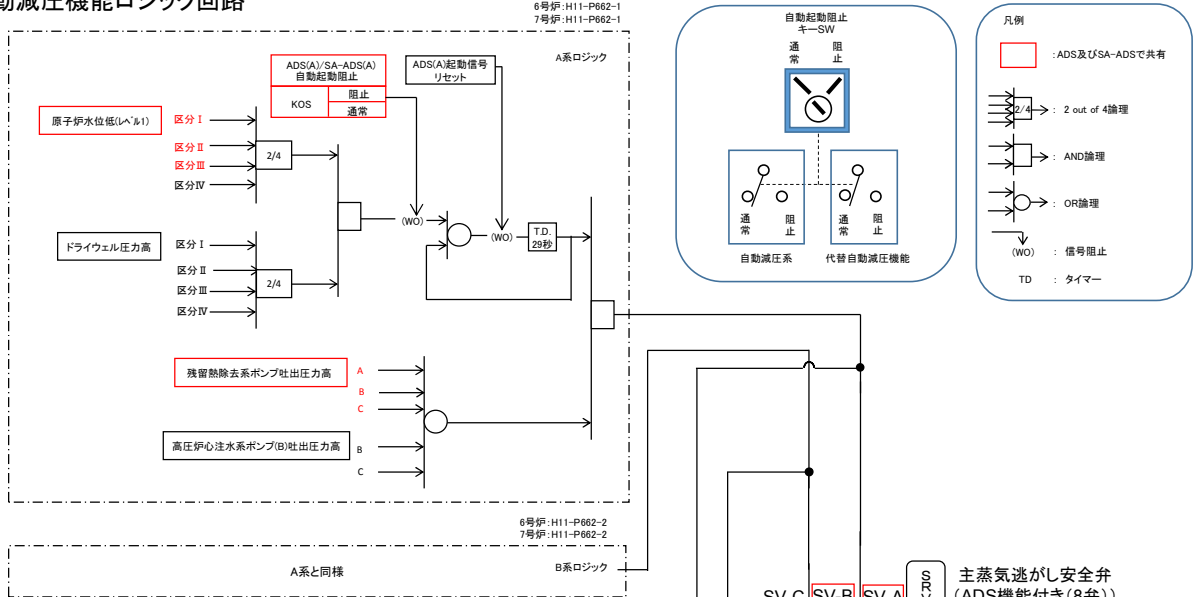 動減圧機能ロジック回路
6号炉:H11-P662-1
7号炉:H11-P662-1
A系ロジック
ADS(A)/SA-ADS(A)
自動起動阻止
KOS
阻止
通常
ADS(A)起動信号
リセット
原子炉水位低(レベル1)
区分Ⅰ
区分Ⅱ
区分Ⅲ
区分Ⅳ
2/4
(WO)
(WO)
T.D.
29秒
ドライウェル圧力高
区分Ⅰ
区分Ⅱ
区分Ⅲ
区分Ⅳ
2/4
残留熱除去系ポンプ吐出圧力高
A
B
C
高圧炉心注水系ポンプ(B)吐出圧力高
B
C
6号炉:H11-P662-2
7号炉:H11-P662-2
A系と同様
B系ロジック
自動起動阻止
キーSW
通常
阻止
通常
阻止
自動減圧系
通常
阻止
代替自動減圧機能
凡例
:ADS及びSA-ADSで共有
2/4
: 2 out of 4論理
: AND論理
: OR論理
(WO)
: 信号阻止
TD
: タイマー
SV-C
SV-B
SV-A
SRV
主蒸気逃がし安全弁
(ADS機能付き(8弁))